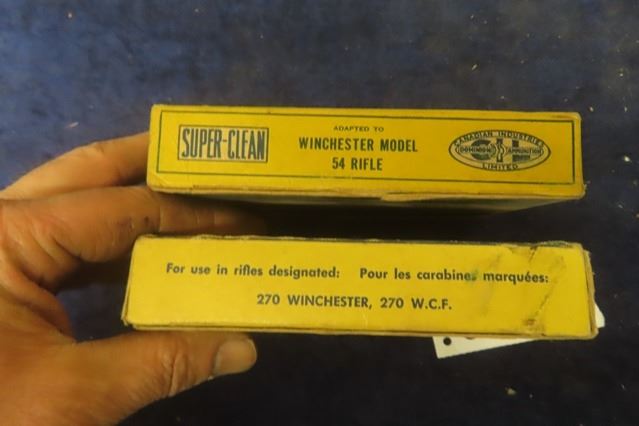 SUPER-CLEAN
ADAPTED TO
WINCHESTER MODEL
54 RIFLE
CANADIAN INDUSTRIES
DOMINION CIL AMMUNITION
LIMITED
For use in rifles designated: Pour les carabines marquées:
270 WINCHESTER, 270 W.C.F.